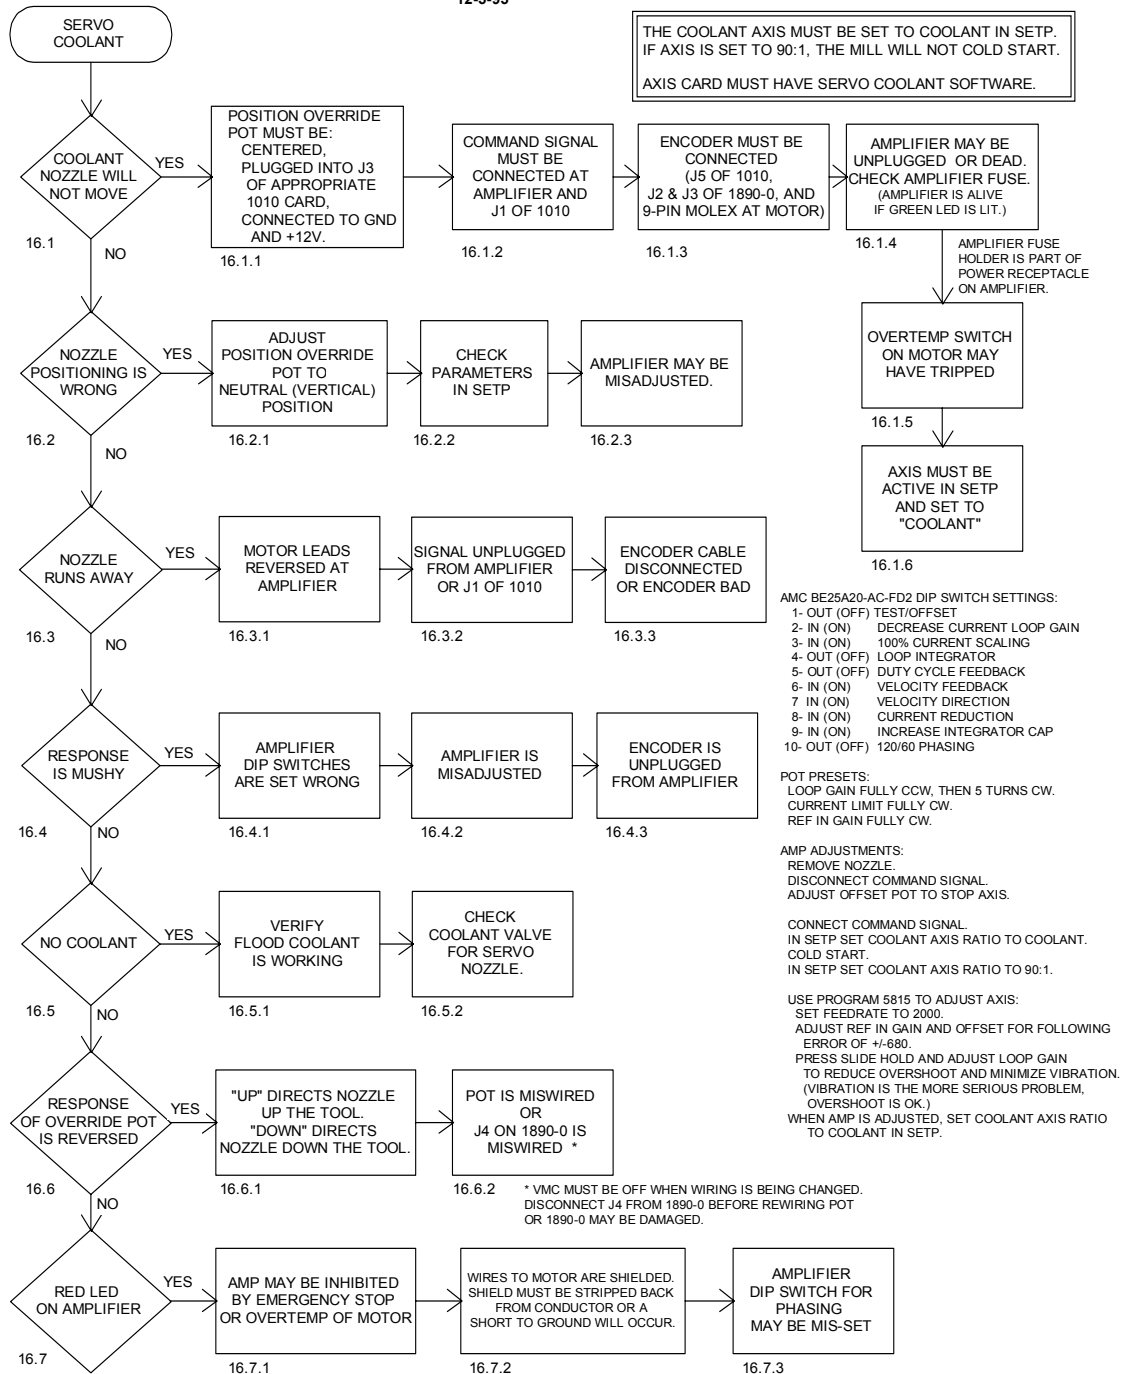 12-5-95
SERVO
COOLANT
THE COOLANT AXIS MUST BE SET TO COOLANT IN SETP.
IF AXIS IS SET TO 90:1, THE MILL WILL NOT COLD START.
AXIS CARD MUST HAVE SERVO COOLANT SOFTWARE.
COOLANT
NOZZLE WILL
NOT MOVE
YES
16.1
NO
POSITION OVERRIDE
POT MUST BE:
CENTERED,
PLUGGED INTO J3
OF APPROPRIATE
1010 CARD,
CONNECTED TO GND
AND +12V.
16.1.1
COMMAND SIGNAL
MUST BE
CONNECTED AT
AMPLIFIER AND
J1 OF 1010
16.1.2
ENCODER MUST BE
CONNECTED
(J5 OF 1010,
J2 & J3 OF 1890-0, AND
9-PIN MOLEX AT MOTOR)
16.1.3
AMPLIFIER MAY BE
UNPLUGGED OR DEAD.
CHECK AMPLIFIER FUSE.
(AMPLIFIER IS ALIVE
IF GREEN LED IS LIT.)
16.1.4
AMPLIFIER FUSE
HOLDER IS PART OF
POWER RECEPTACLE
ON AMPLIFIER.
OVERTEMP SWITCH
ON MOTOR MAY
HAVE TRIPPED
16.1.5
AXIS MUST BE
ACTIVE IN SETP
AND SET TO
"COOLANT"
16.1.6
NOZZLE
POSITIONING IS
WRONG
YES
16.2
NO
ADJUST
POSITION OVERRIDE
POT TO
NEUTRAL (VERTICAL)
POSITION
16.2.1
CHECK
PARAMETERS
IN SETP
16.2.2
AMPLIFIER MAY BE
MISADJUSTED.
16.2.3
NOZZLE
RUNS AWAY
YES
16.3
NO
MOTOR LEADS
REVERSED AT
AMPLIFIER
16.3.1
SIGNAL UNPLUGGED
FROM AMPLIFIER
OR J1 OF 1010
16.3.2
ENCODER CABLE
DISCONNECTED
OR ENCODER BAD
16.3.3
AMC BE25A20-AC-FD2 DIP SWITCH SETTINGS:
1- OUT (OFF) TEST/OFFSET
2- IN (ON) DECREASE CURRENT LOOP GAIN
3- IN (ON) 100% CURRENT SCALING
4- OUT (OFF) LOOP INTEGRATOR
5- OUT (OFF) DUTY CYCLE FEEDBACK
6- IN (ON) VELOCITY FEEDBACK
7 IN (ON) VELOCITY DIRECTION
8- IN (ON) CURRENT REDUCTION
9- IN (ON) INCREASE INTEGRATOR CAP
10- OUT (OFF) 120/60 PHASING
POT PRESETS:
LOOP GAIN FULLY CCW, THEN 5 TURNS CW.
CURRENT LIMIT FULLY CW.
REF IN GAIN FULLY CW.
AMP ADJUSTMENTS:
REMOVE NOZZLE.
DISCONNECT COMMAND SIGNAL.
ADJUST OFFSET POT TO STOP AXIS.
CONNECT COMMAND SIGNAL.
IN SETP SET COOLANT AXIS RATIO TO COOLANT.
COLD START.
IN SETP SET COOLANT AXIS RATIO TO 90:1.
USE PROGRAM 5815 TO ADJUST AXIS:
SET FEEDRATE TO 2000.
ADJUST REF IN GAIN AND OFFSET FOR FOLLOWING
ERROR OF +/-680.
PRESS SLIDE HOLD AND ADJUST LOOP GAIN
TO REDUCE OVERSHOOT AND MINIMIZE VIBRATION.
(VIBRATION IS THE MORE SERIOUS PROBLEM,
OVERSHOOT IS OK.)
WHEN AMP IS ADJUSTED, SET COOLANT AXIS RATIO
TO COOLANT IN SETP.
RESPONSE
IS MUSHY
YES
16.4
NO
AMPLIFIER
DIP SWITCHES
ARE SET WRONG
16.4.1
AMPLIFIER IS
MISADJUSTED
16.4.2
ENCODER IS
UNPLUGGED
FROM AMPLIFIER
16.4.3
NO COOLANT
YES
16.5
NO
VERIFY
FLOOD COOLANT
IS WORKING
16.5.1
CHECK
COOLANT VALVE
FOR SERVO
NOZZLE.
16.5.2
RESPONSE
OF OVERRIDE POT
IS REVERSED
YES
16.6
NO
"UP" DIRECTS NOZZLE
UP THE TOOL.
"DOWN" DIRECTS
NOZZLE DOWN THE TOOL.
16.6.1
POT IS MISWIRED
OR
J4 ON 1890-0 IS
MISWIRED *
16.6.2
* VMC MUST BE OFF WHEN WIRING IS BEING CHANGED.
DISCONNECT J4 FROM 1890-0 BEFORE REWIRING POT
OR 1890-0 MAY BE DAMAGED.
RED LED
ON AMPLIFIER
YES
16.7
AMP MAY BE INHIBITED
BY EMERGENCY STOP
OR OVERTEMP OF MOTOR
16.7.1
WIRES TO MOTOR ARE SHIELDED.
SHIELD MUST BE STRIPPED BACK
FROM CONDUCTOR OR A
SHORT TO GROUND WILL OCCUR.
16.7.2
AMPLIFIER
DIP SWITCH FOR
PHASING
MAY BE MIS-SET
16.7.3